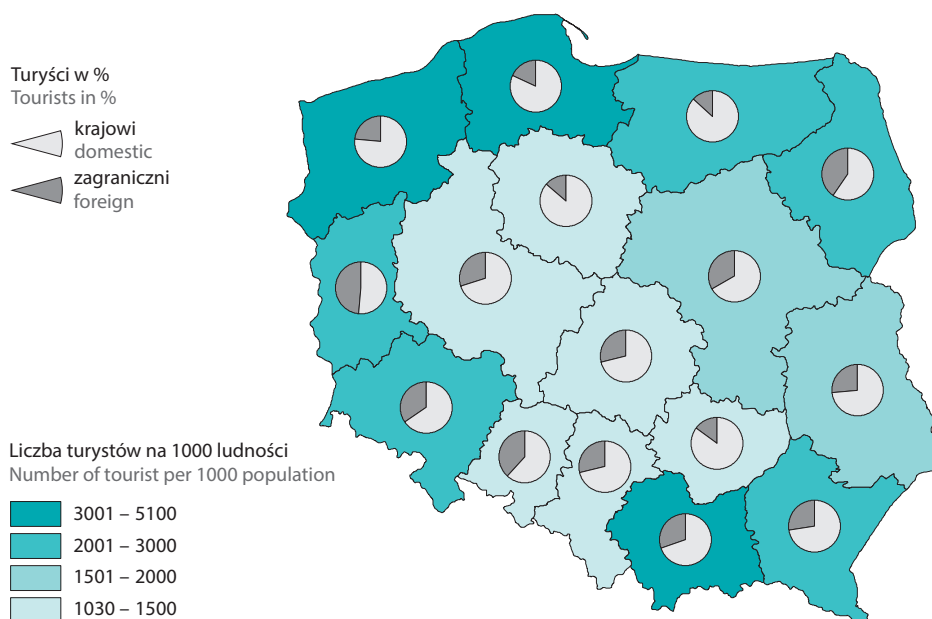 Turyści w %
Tourists in %
krajowi
domestic
zagraniczni
foreign
Liczba turystów na 1000 ludności
Number of tourist per 1000 population
3001 – 5100
2001 – 3000
1501 – 2000
1030 – 1500